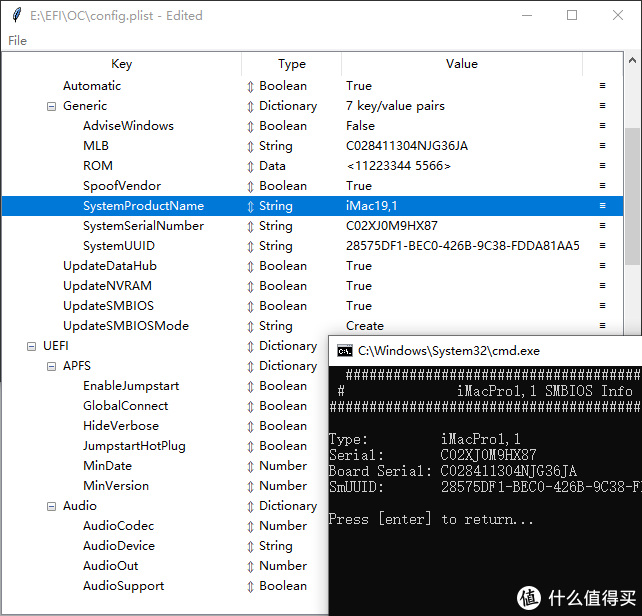 E:\EFI\OC\config.plist - Edited
File
Key Type Value
Automatic Boolean True
Generic Dictionary 7 key/value pairs
AdviseWindows Boolean False
MLB String C028411304NJG36JA
ROM Data <11223344 5566>
SpoofVendor Boolean True
SystemProductName String iMac19,1
SystemSerialNumber String C02XJ0M9HX87
SystemUUID String 28575DF1-BEC0-426B-9C38-FDDA81AA5
UpdateDataHub Boolean True
UpdateNVRAM Boolean True
UpdateSMBIOS Boolean True
UpdateSMBIOSMode String Create
UEFI Dictionary
APFS Dictionary
EnableJumpstart Boolean
GlobalConnect Boolean
HideVerbose Boolean
JumpstartHotPlug Boolean
MinDate Number
MinVersion Number
Audio Dictionary
AudioCodec Number
AudioDevice String
AudioOut Number
AudioSupport Boolean
C:\Windows\System32\cmd.exe
#######################################
# iMacPro1,1 SMBIOS Info
#########################################
Type: iMacPro1,1
Serial: C02XJ0M9HX87
Board Serial: C028411304NJG36JA
SmUUID: 28575DF1-BEC0-426B-9C38-F
Press [enter] to return...
值 什么值得买